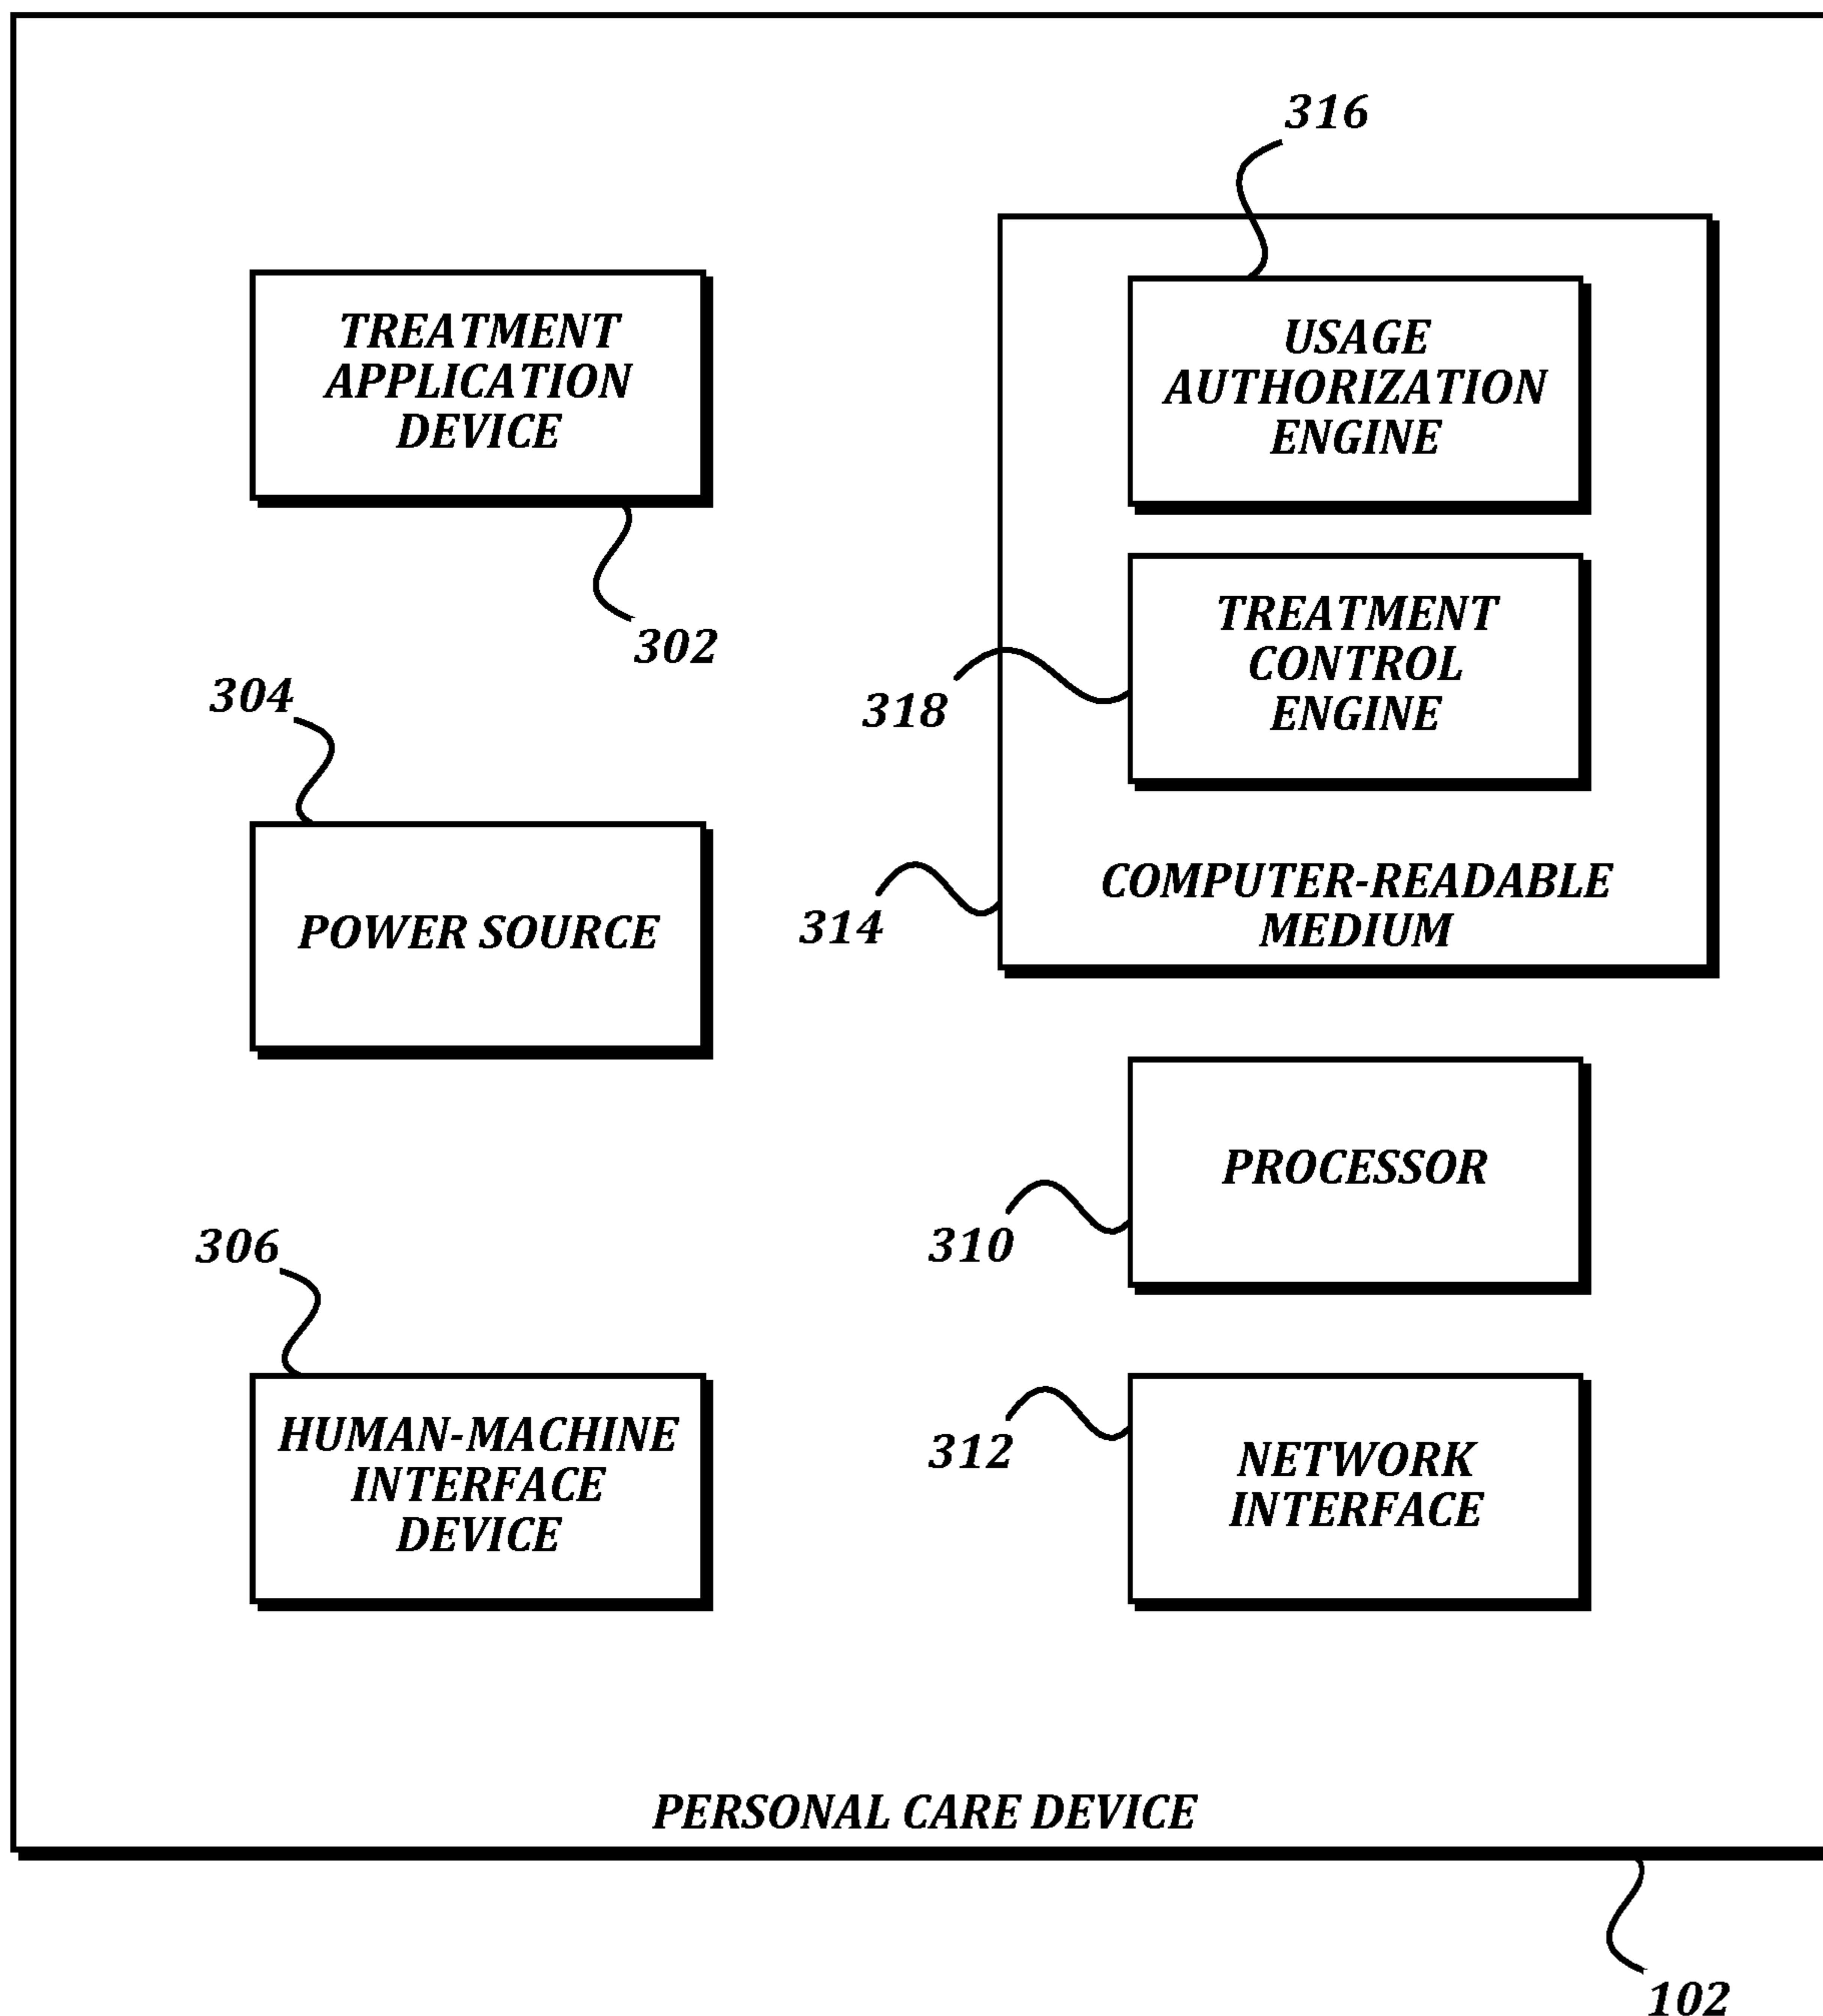 316
TREATMENT
APPLICATION
DEVICE
302
USAGE
AUTHORIZATION
ENGINE
TREATMENT
CONTROL
ENGINE
318
304
POWER SOURCE
COMPUTER-READABLE
MEDIUM
314
PROCESSOR
310
306
HUMAN-MACHINE
INTERFACE
DEVICE
312
NETWORK
INTERFACE
PERSONAL CARE DEVICE
102